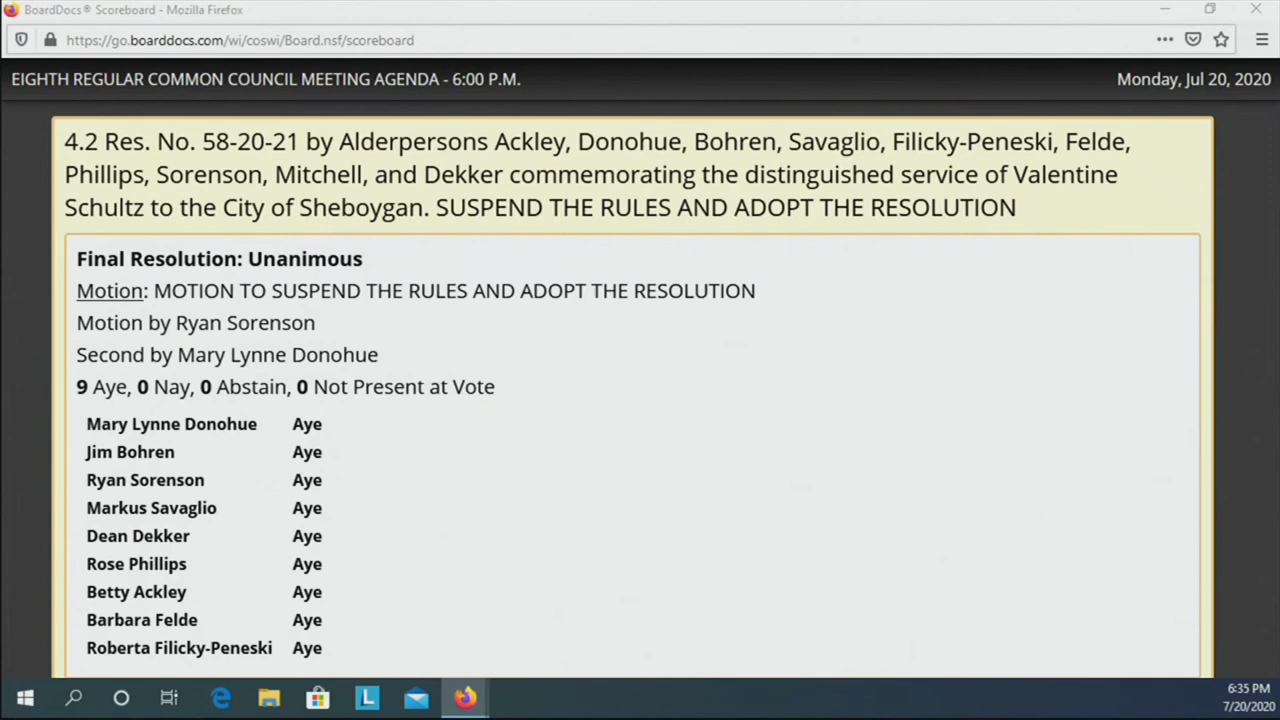 BoardDocs® Scoreboard - Mozilla Firefox
https://go.boarddocs.com/wi/coswi/Board.nsf/scoreboard
EIGHTH REGULAR COMMON COUNCIL MEETING AGENDA - 6:00 P.M. Monday, Jul 20, 2020
4.2 Res. No. 58-20-21 by Alderpersons Ackley, Donohue, Bohren, Savaglio, Filicky-Peneski, Felde,
Phillips, Sorenson, Mitchell, and Dekker commemorating the distinguished service of Valentine
Schultz to the City of Sheboygan. SUSPEND THE RULES AND ADOPT THE RESOLUTION
Final Resolution: Unanimous
Motion: MOTION TO SUSPEND THE RULES AND ADOPT THE RESOLUTION
Motion by Ryan Sorenson
Second by Mary Lynne Donohue
9 Aye, 0 Nay, 0 Abstain, 0 Not Present at Vote
Mary Lynne Donohue Aye
Jim Bohren Aye
Ryan Sorenson Aye
Markus Savaglio Aye
Dean Dekker Aye
Rose Phillips Aye
Betty Ackley Aye
Barbara Felde Aye
Roberta Filicky-Peneski Aye
L
6:35 PM
7/20/2020